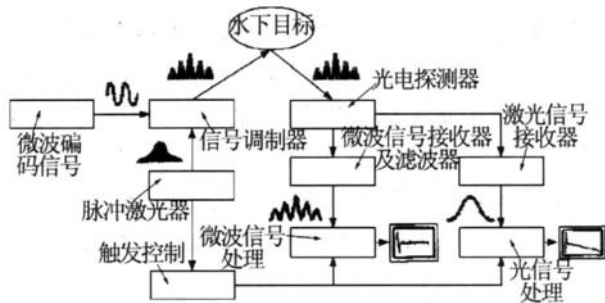 水下目标
光电探测器
微波编
码信号
信号调制器
微波信号接收器
及滤波器
激光信号
接收器
脉冲激光器
触发控制
微波信号
处理
光信号
处理